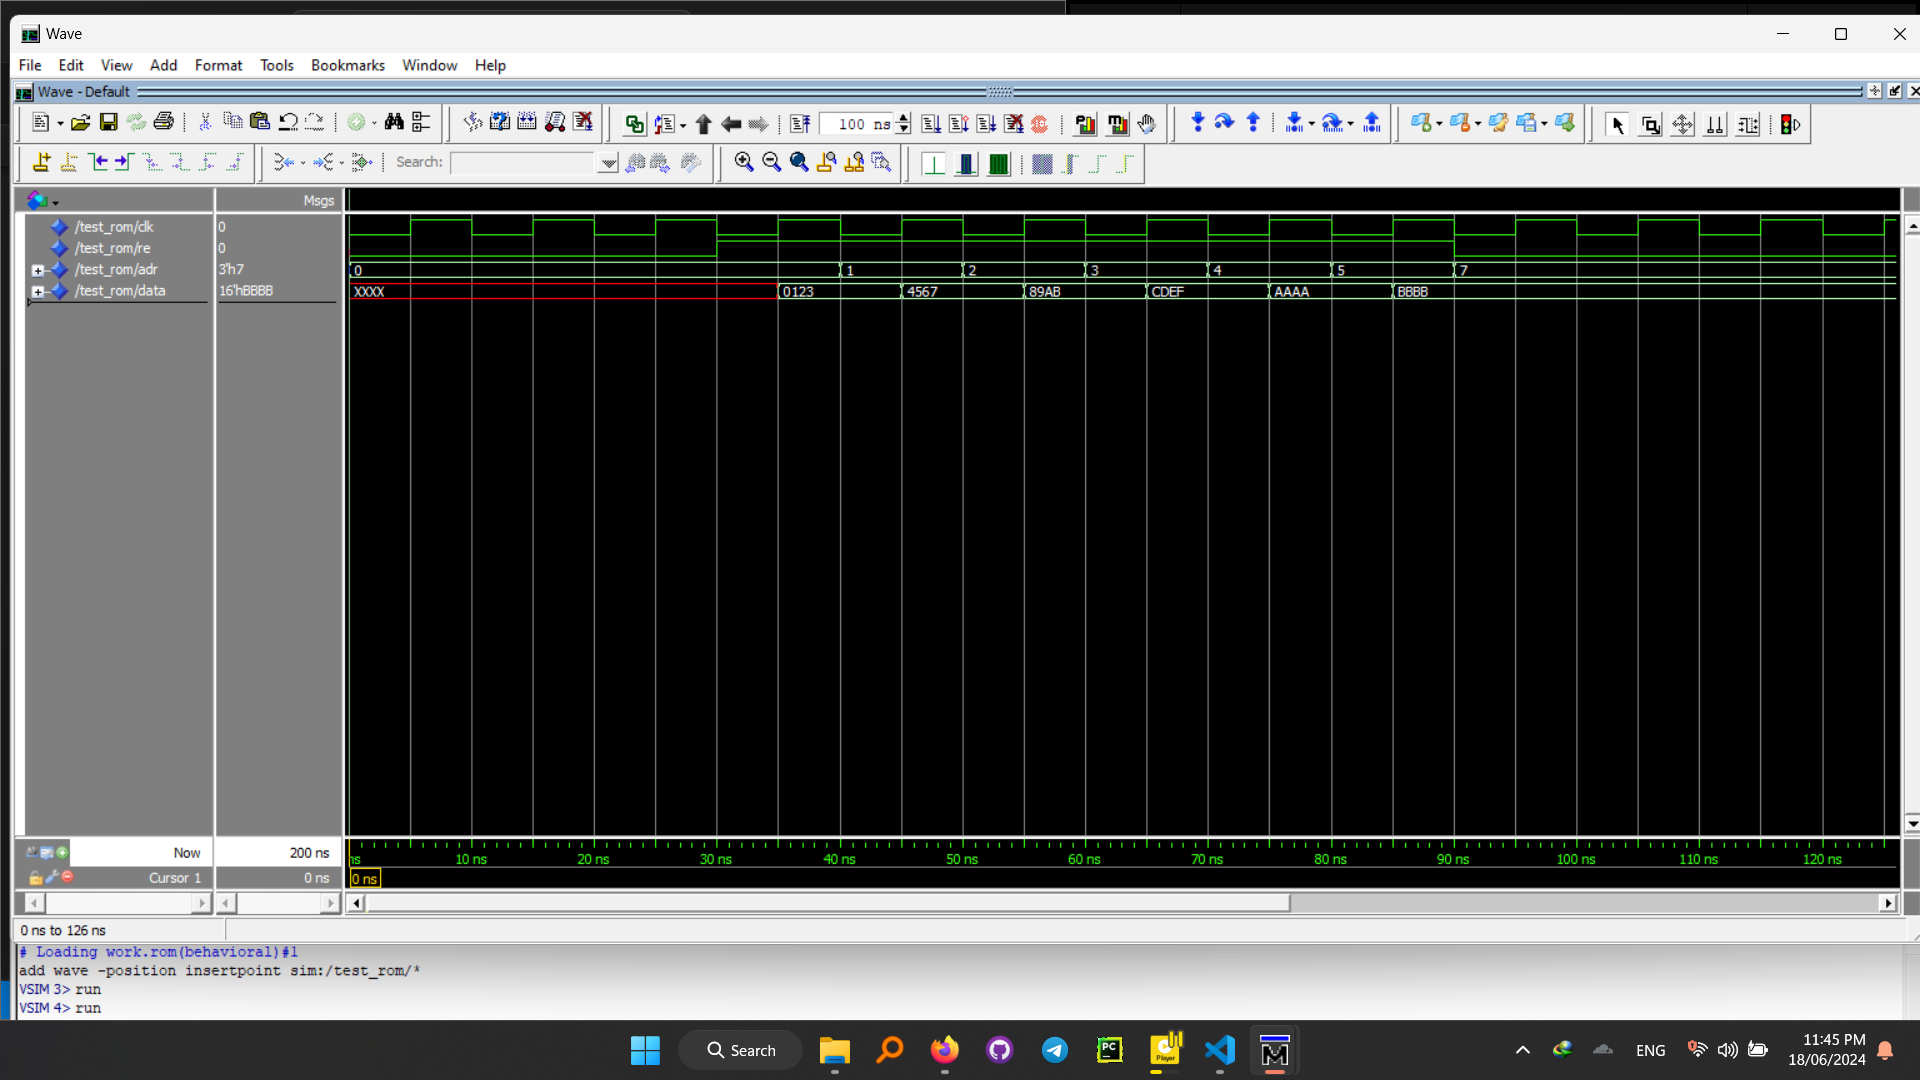 Wave
File Edit View Add Format Tools Bookmarks Window Help
Wave - Default
100 ns
Search:
Msgs
/test_rom/clk 0
/test_rom/re 0
/test_rom/adr 3'h7 0 1 2 3 4 5 7
/test_rom/data 16'hBBBB XXXX 0123 4567 89AB CDEF AAAA BBBB
Now 200 ns ns 10 ns 20 ns 30 ns 40 ns 50 ns 60 ns 70 ns 80 ns 90 ns 100 ns 110 ns 120 ns
Cursor 1 0 ns 0 ns
0 ns to 126 ns
# Loading work.rom(behavioral)#1
add wave -position insertpoint sim:/test_rom/*
VSIM 3> run
VSIM 4> run
Search PC Player M ENG 11:45 PM
18/06/2024